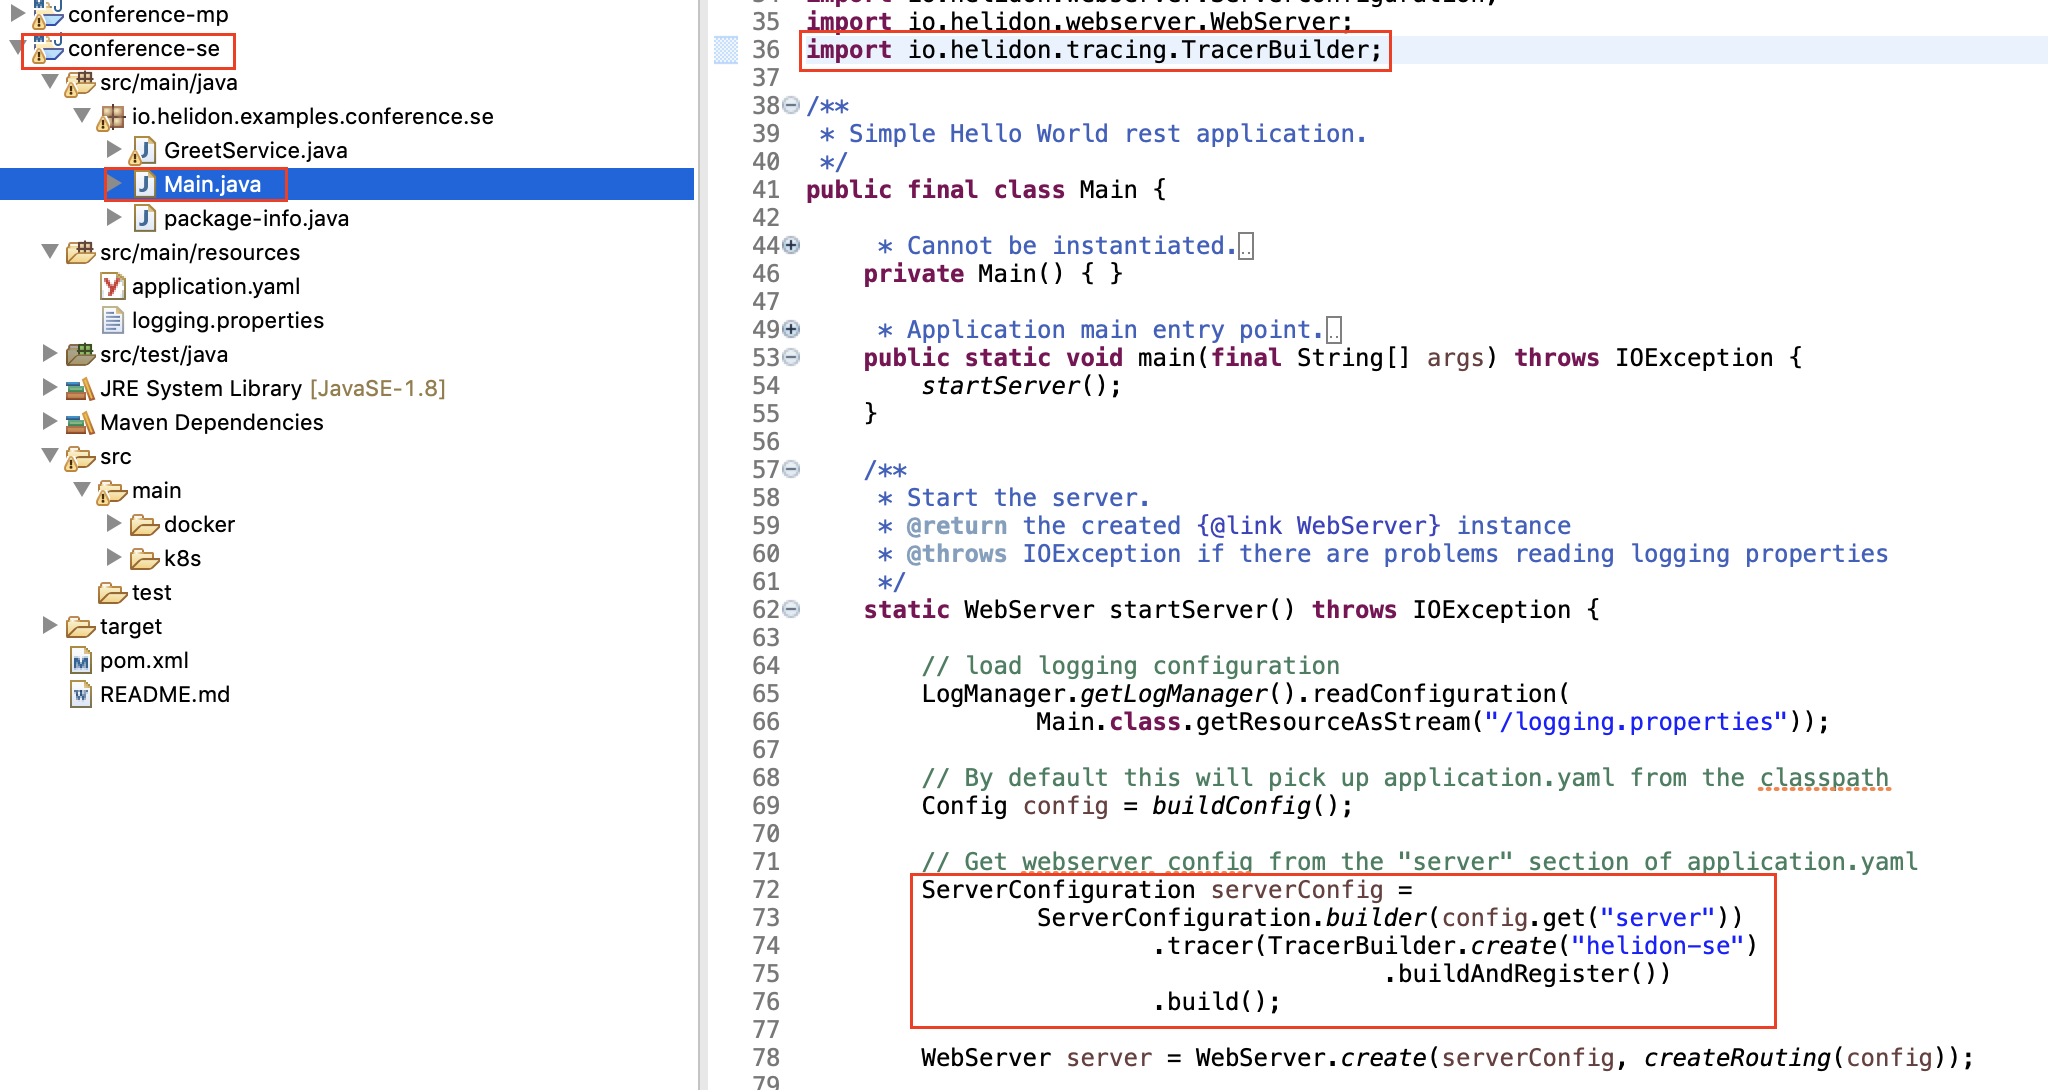 conference-mp
conference-se
src/main/java
io.helidon.examples.conference.se
GreetService.java
Main.java
package-info.java
src/main/resources
application.yaml
logging.properties
src/test/java
JRE System Library [JavaSE-1.8]
Maven Dependencies
src
main
docker
k8s
test
target
pom.xml
README.md
35 import io.helidon.webserver.WebServer;
36 import io.helidon.tracing.TracerBuilder;
37
38 /**
39  * Simple Hello World rest application.
40  */
41 public final class Main {
42
44      * Cannot be instantiated.
46     private Main() { }
47
49      * Application main entry point.
53     public static void main(final String[] args) throws IOException {
54         startServer();
55     }
56
57     /**
58      * Start the server.
59      * @return the created {@link WebServer} instance
60      * @throws IOException if there are problems reading logging properties
61      */
62     static WebServer startServer() throws IOException {
63
64         // load logging configuration
65         LogManager.getLogManager().readConfiguration(
66                 Main.class.getResourceAsStream("/logging.properties"));
67
68         // By default this will pick up application.yaml from the classpath
69         Config config = buildConfig();
70
71         // Get webserver config from the "server" section of application.yaml
72         ServerConfiguration serverConfig =
73                 ServerConfiguration.builder(config.get("server"))
74                         .tracer(TracerBuilder.create("helidon-se")
75                                         .buildAndRegister())
76                         .build();
77
78         WebServer server = WebServer.create(serverConfig, createRouting(config));
79